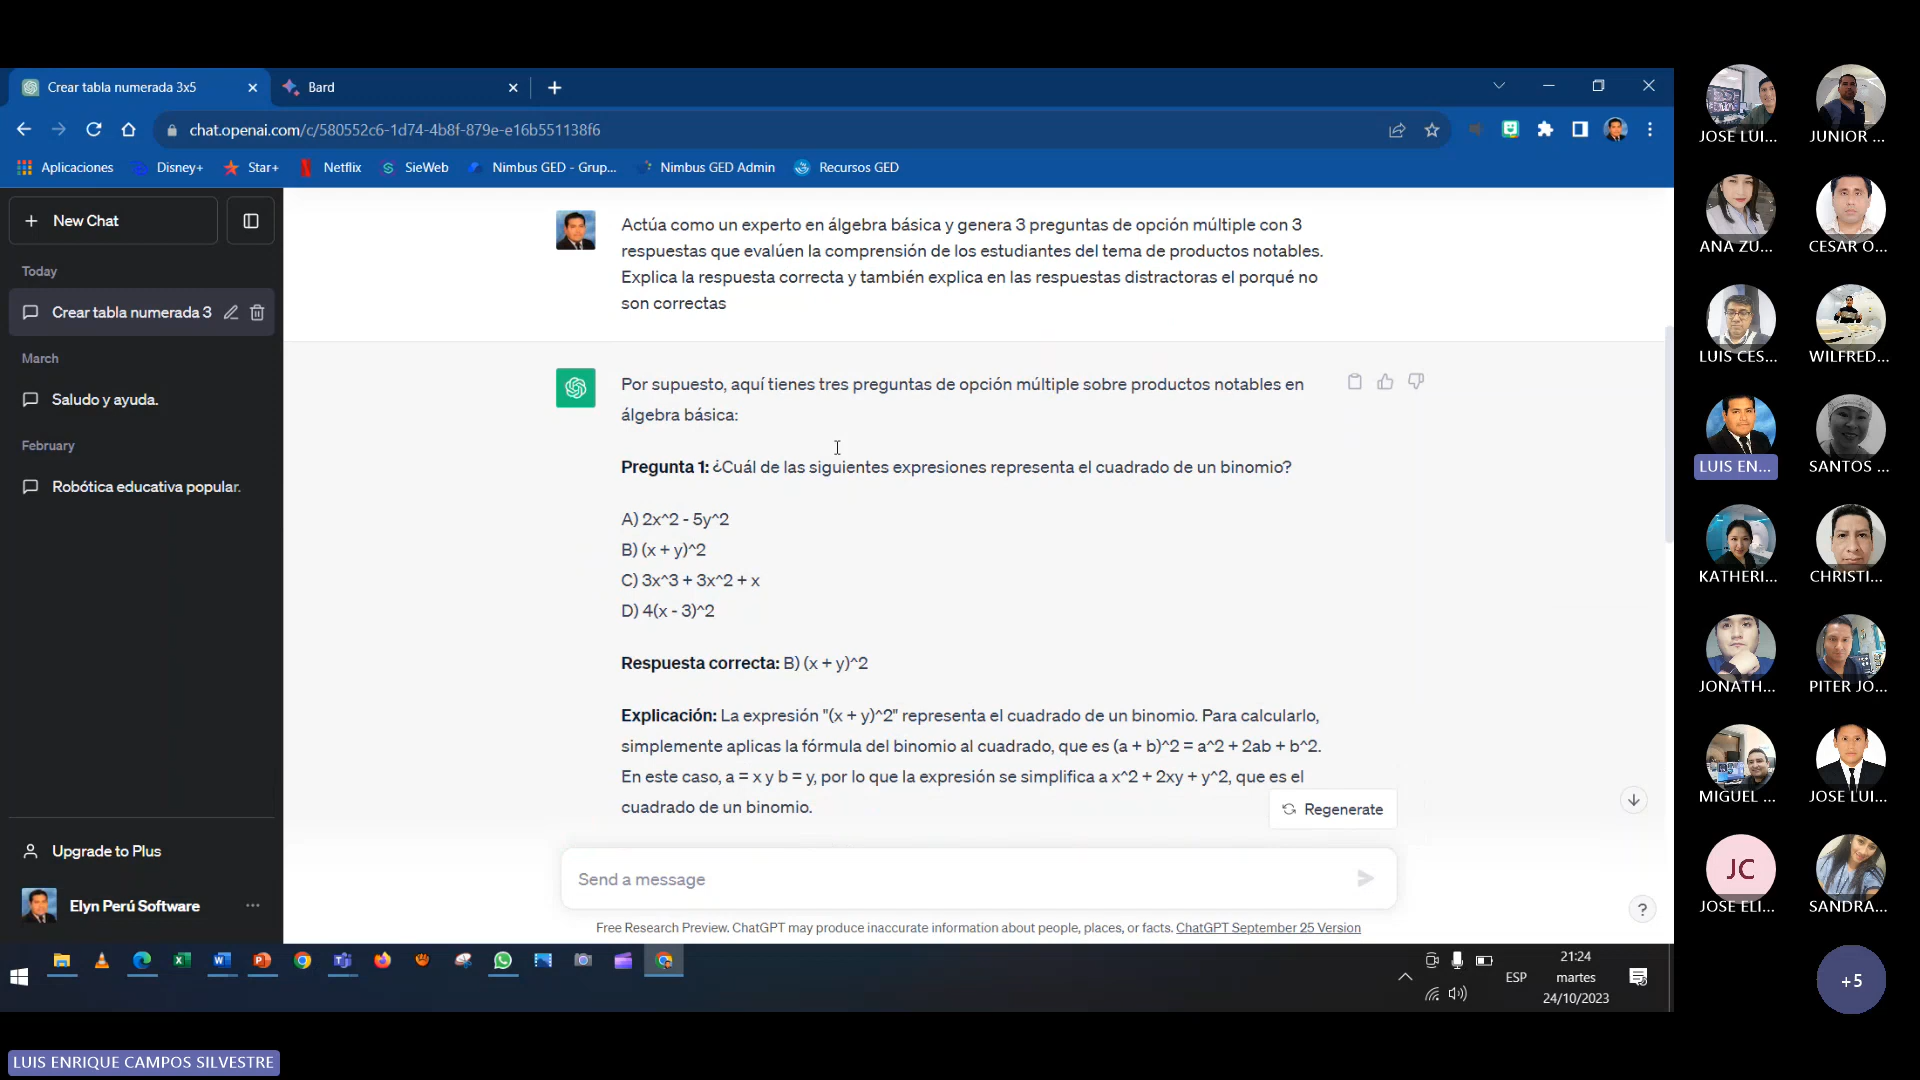 Crear tabla numerada 3x5
Bard
chat.openai.com/c/580552c6-1d74-4b8f-879e-e16b551138f6
Aplicaciones
Disney+
Star+
Netflix
SieWeb
Nimbus GED - Grup...
Nimbus GED Admin
Recursos GED
New Chat
Today
Crear tabla numerada 3
March
Saludo y ayuda.
February
Robótica educativa popular.
Upgrade to Plus
Elyn Perú Software
Actúa como un experto en álgebra básica y genera 3 preguntas de opción múltiple con 3
respuestas que evalúen la comprensión de los estudiantes del tema de productos notables.
Explica la respuesta correcta y también explica en las respuestas distractoras el porqué no
son correctas
Por supuesto, aquí tienes tres preguntas de opción múltiple sobre productos notables en
álgebra básica:
Pregunta 1: ¿Cuál de las siguientes expresiones representa el cuadrado de un binomio?
A) 2x^2 - 5y^2
B) (x + y)^2
C) 3x^3 + 3x^2 + x
D) 4(x - 3)^2
Respuesta correcta: B) (x + y)^2
Explicación: La expresión "(x + y)^2" representa el cuadrado de un binomio. Para calcularlo,
simplemente aplicas la fórmula del binomio al cuadrado, que es (a + b)^2 = a^2 + 2ab + b^2.
En este caso, a = x y b = y, por lo que la expresión se simplifica a x^2 + 2xy + y^2, que es el
cuadrado de un binomio.
Regenerate
Send a message
Free Research Preview. ChatGPT may produce inaccurate information about people, places, or facts. ChatGPT September 25 Version
?
ESP
21:24
martes
24/10/2023
JOSE LUI...
JUNIOR ...
ANA ZU...
CESAR O...
LUIS CES...
WILFRED...
LUIS EN...
SANTOS ...
KATHERI...
CHRISTI...
JONATH...
PITER JO...
MIGUEL ...
JOSE LUI...
JC
JOSE ELI...
SANDRA...
+5
LUIS ENRIQUE CAMPOS SILVESTRE